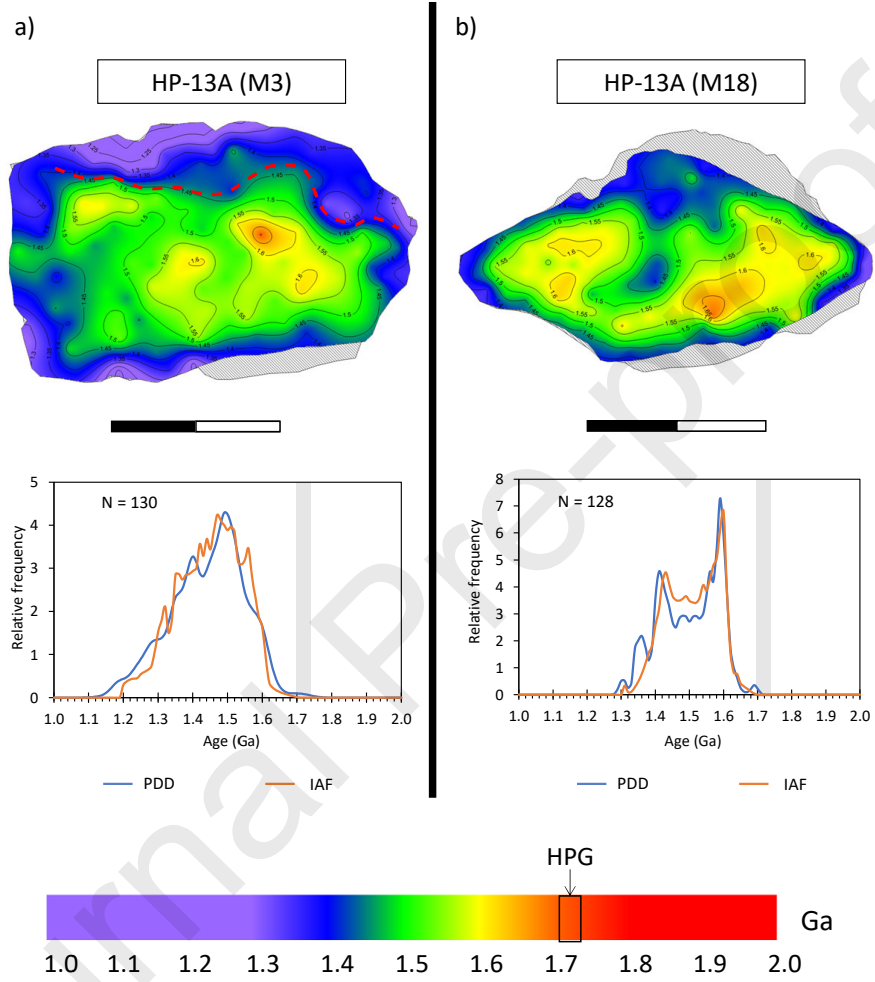 a)
HP-13A (M3)
b)
HP-13A (M18)
Journal Pre-proof
5
4
3
2
1
0
Relative frequency
N = 130
1.0 1.1 1.2 1.3 1.4 1.5 1.6 1.7 1.8 1.9 2.0
Age (Ga)
PDD IAF
8
7
6
5
4
3
2
1
0
Relative frequency
N = 128
1.0 1.1 1.2 1.3 1.4 1.5 1.6 1.7 1.8 1.9 2.0
Age (Ga)
PDD IAF
HPG
Ga
1.0 1.1 1.2 1.3 1.4 1.5 1.6 1.7 1.8 1.9 2.0